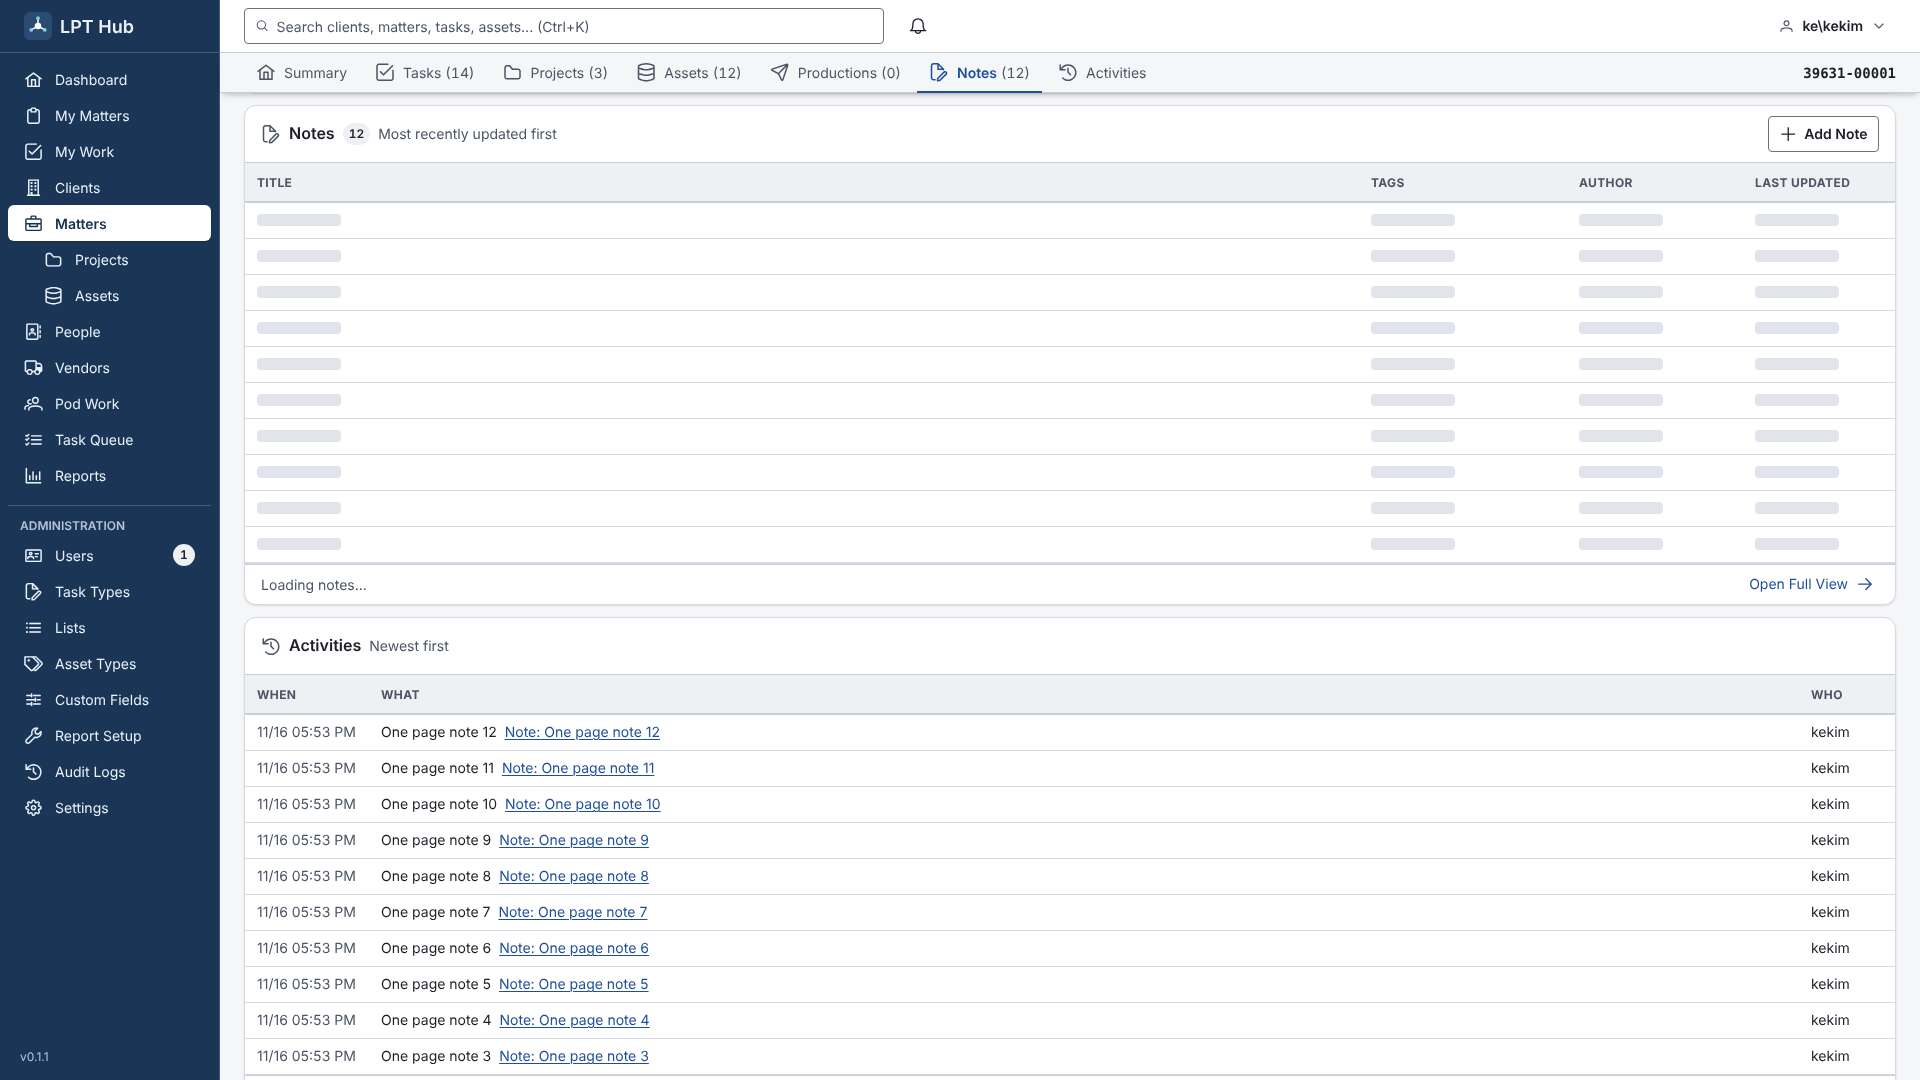 LPT Hub
Search clients, matters, tasks, assets... (Ctrl+K)
ke\kekim
Dashboard
My Matters
My Work
Clients
Matters
Projects
Assets
People
Vendors
Pod Work
Task Queue
Reports
ADMINISTRATION
Users 1
Task Types
Lists
Asset Types
Custom Fields
Report Setup
Audit Logs
Settings
v0.1.1
Summary Tasks (14) Projects (3) Assets (12) Productions (0) Notes (12) Activities 39631-00001
Notes 12 Most recently updated first Add Note
TITLE TAGS AUTHOR LAST UPDATED
Loading notes... Open Full View
Activities Newest first
WHEN WHAT WHO
11/16 05:53 PM One page note 12 Note: One page note 12 kekim
11/16 05:53 PM One page note 11 Note: One page note 11 kekim
11/16 05:53 PM One page note 10 Note: One page note 10 kekim
11/16 05:53 PM One page note 9 Note: One page note 9 kekim
11/16 05:53 PM One page note 8 Note: One page note 8 kekim
11/16 05:53 PM One page note 7 Note: One page note 7 kekim
11/16 05:53 PM One page note 6 Note: One page note 6 kekim
11/16 05:53 PM One page note 5 Note: One page note 5 kekim
11/16 05:53 PM One page note 4 Note: One page note 4 kekim
11/16 05:53 PM One page note 3 Note: One page note 3 kekim